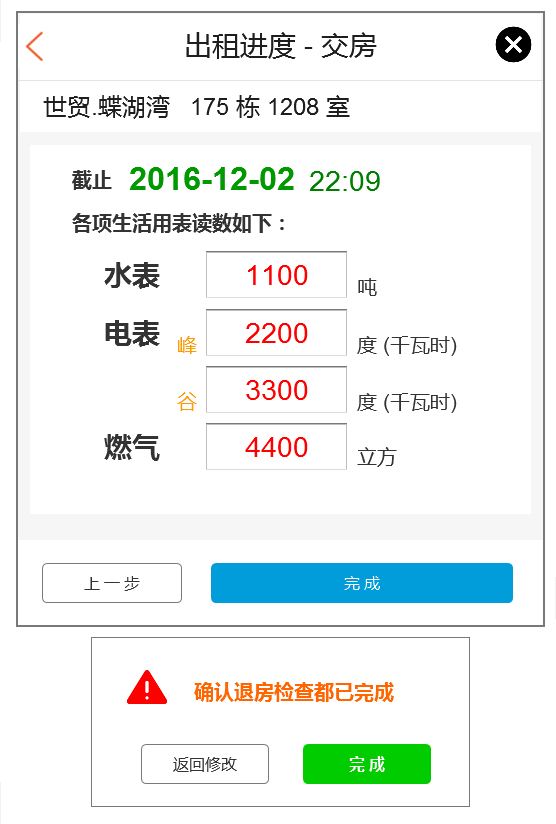 出租进度 - 交房
世贸.蝶湖湾 175 栋 1208 室
截止 2016-12-02 22:09
各项生活用表读数如下：
水表 1100 吨
电表 峰 2200 度 (千瓦时)
谷 3300 度 (千瓦时)
燃气 4400 立方
上一步 完成
确认退房检查都已完成
返回修改 完成